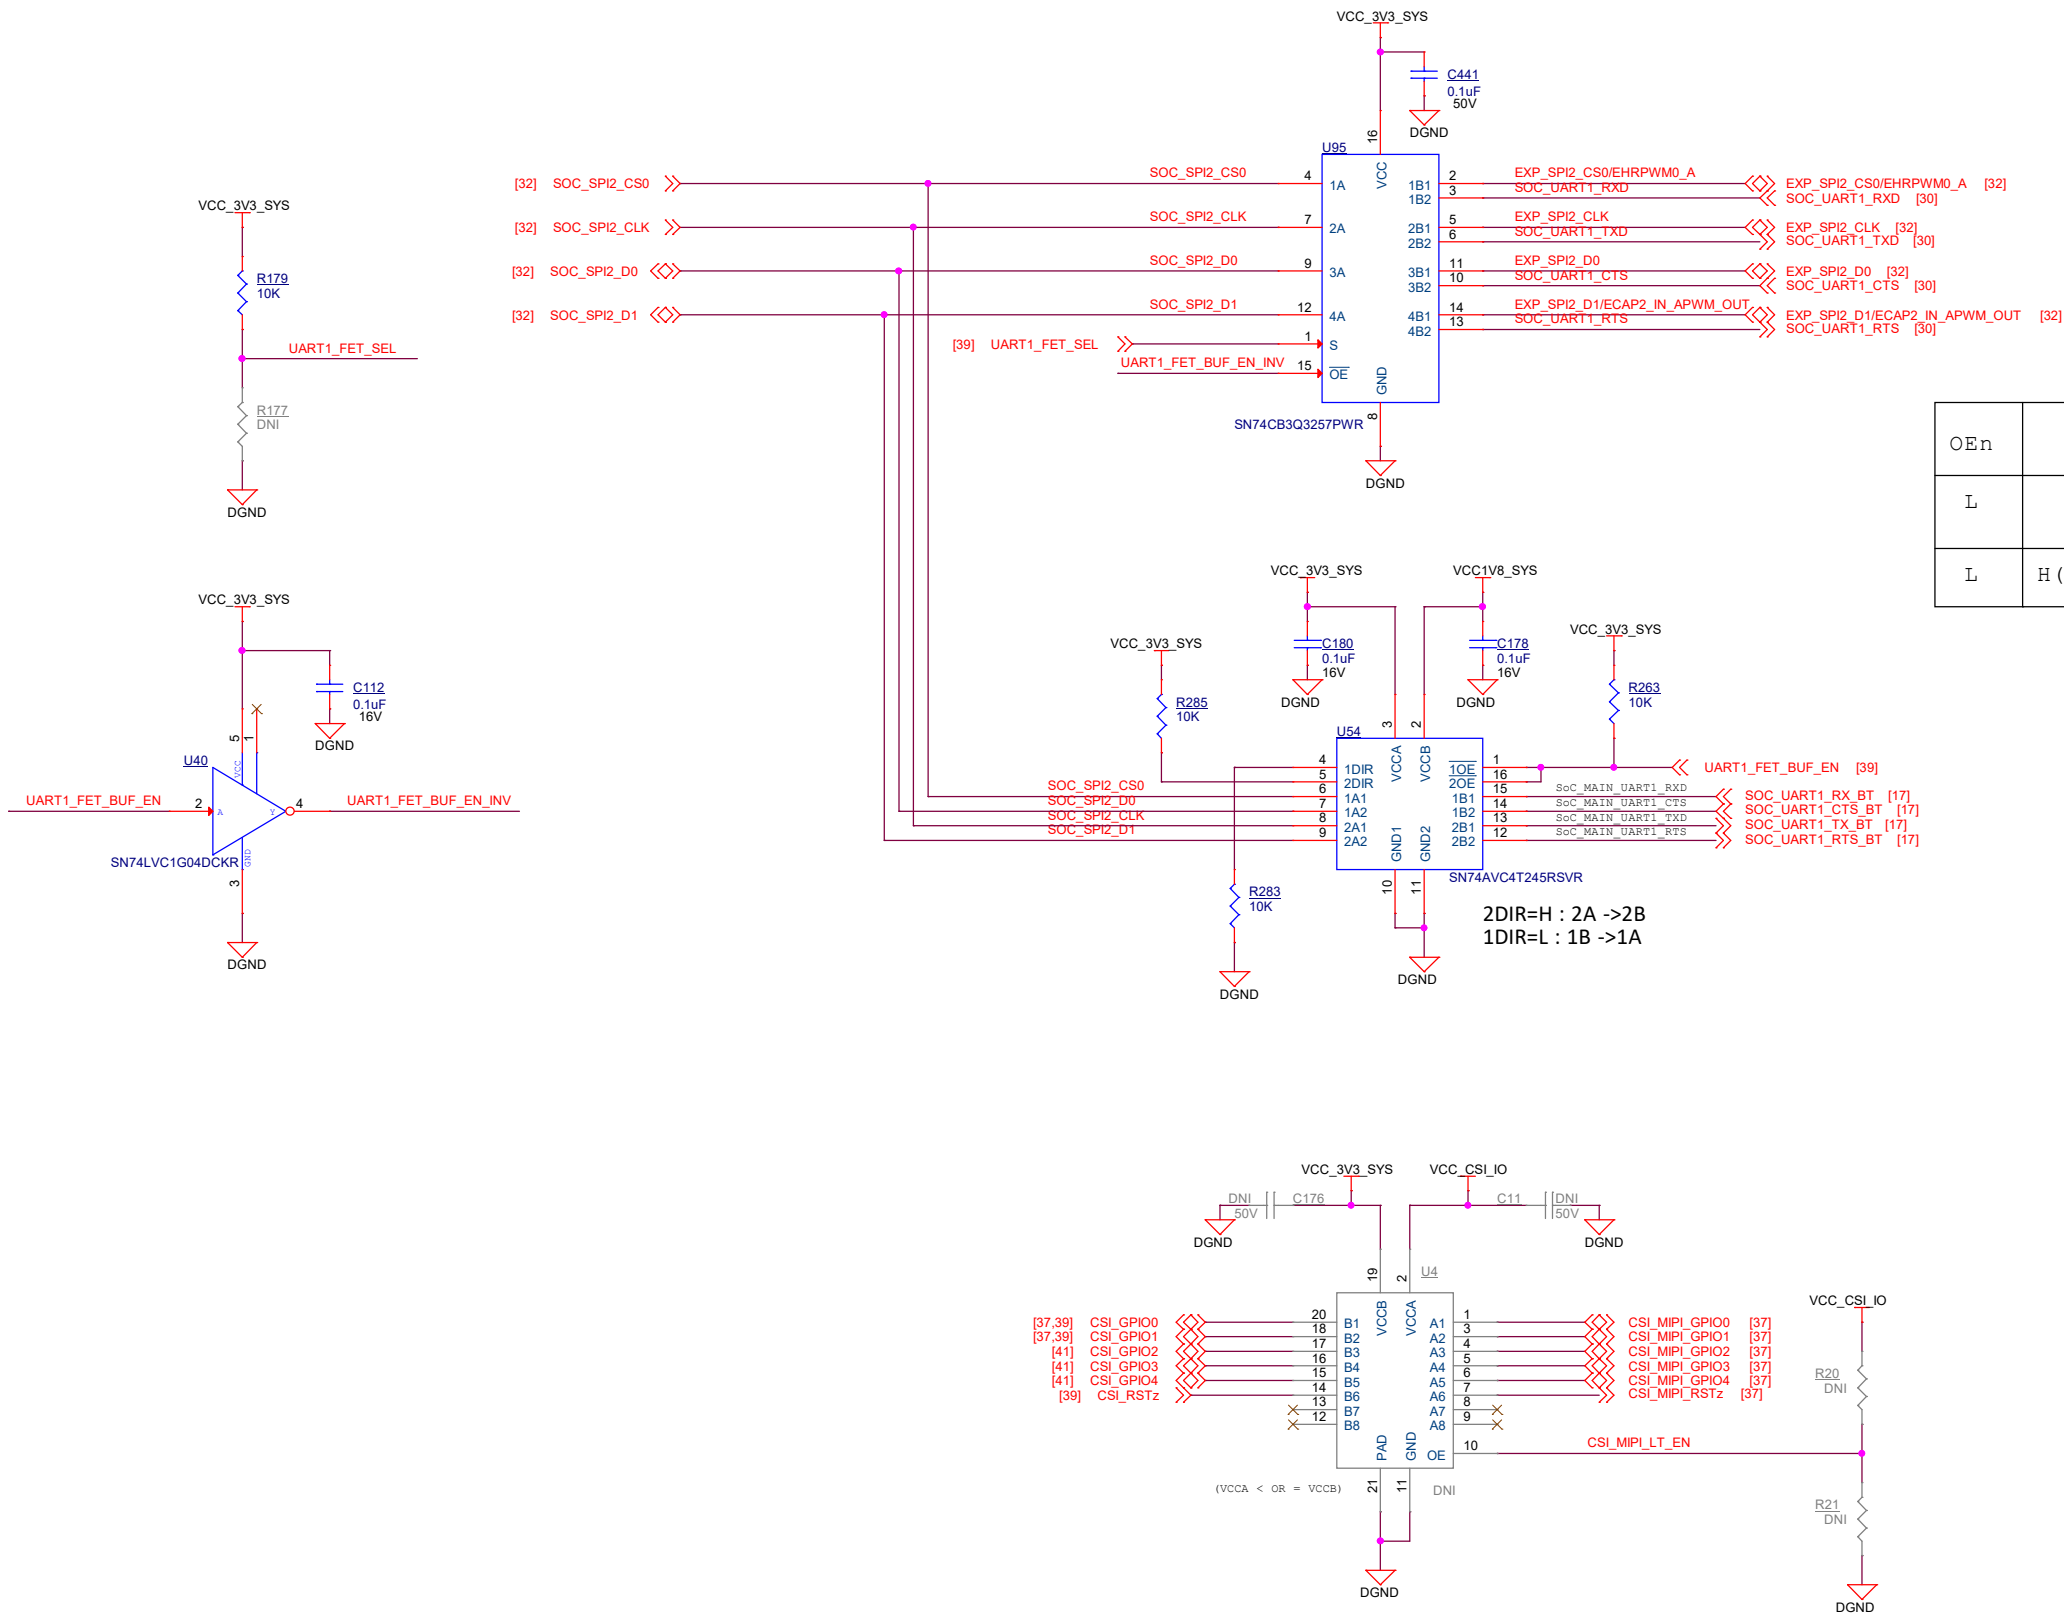 VCC_3V3_SYS
C441
0.1uF
50V
DGND
16
U95
VCC
[32] SOC_SPI2_CS0 SOC_SPI2_CS0 4 1A
[32] SOC_SPI2_CLK SOC_SPI2_CLK 7 2A
[32] SOC_SPI2_D0 SOC_SPI2_D0 9 3A
[32] SOC_SPI2_D1 SOC_SPI2_D1 12 4A
[39] UART1_FET_SEL 1 S
UART1_FET_BUF_EN_INV 15 OE
GND
8
SN74CB3Q3257PWR
DGND
1B1 2 EXP_SPI2_CS0/EHRPWM0_A EXP_SPI2_CS0/EHRPWM0_A [32]
1B2 3 SOC_UART1_RXD SOC_UART1_RXD [30]
2B1 5 EXP_SPI2_CLK EXP_SPI2_CLK [32]
2B2 6 SOC_UART1_TXD SOC_UART1_TXD [30]
3B1 11 EXP_SPI2_D0 EXP_SPI2_D0 [32]
3B2 10 SOC_UART1_CTS SOC_UART1_CTS [30]
4B1 14 EXP_SPI2_D1/ECAP2_IN_APWM_OUT EXP_SPI2_D1/ECAP2_IN_APWM_OUT [32]
4B2 13 SOC_UART1_RTS SOC_UART1_RTS [30]
VCC_3V3_SYS
R179
10K
UART1_FET_SEL
R177
DNI
DGND
OEn
L
L H(
VCC_3V3_SYS
C112
0.1uF
16V
DGND
5
1
U40
VCC
UART1_FET_BUF_EN 2 A Y 4 UART1_FET_BUF_EN_INV
SN74LVC1G04DCKR
GND
3
DGND
VCC_3V3_SYS
C180
0.1uF
16V
DGND
VCC1V8_SYS
C178
0.1uF
16V
DGND
VCC_3V3_SYS
R285
10K
VCC_3V3_SYS
R263
10K
U54
3 2
VCCA VCCB
4 1DIR
5 2DIR
SOC_SPI2_CS0 6 1A1
SOC_SPI2_D0 7 1A2
SOC_SPI2_CLK 8 2A1
SOC_SPI2_D1 9 2A2
1OE 1 UART1_FET_BUF_EN [39]
2OE 16
1B1 15 SoC_MAIN_UART1_RXD SOC_UART1_RX_BT [17]
1B2 14 SoC_MAIN_UART1_CTS SOC_UART1_CTS_BT [17]
2B1 13 SoC_MAIN_UART1_TXD SOC_UART1_TX_BT [17]
2B2 12 SoC_MAIN_UART1_RTS SOC_UART1_RTS_BT [17]
GND1 GND2
10 11
SN74AVC4T245RSVR
R283
10K
DGND
DGND
2DIR=H : 2A ->2B
1DIR=L : 1B ->1A
VCC_3V3_SYS
VCC_CSI_IO
DNI C176
50V
DGND
C11 DNI
50V
DGND
19 2
U4
VCCB VCCA
[37,39] CSI_GPIO0 20 B1
[37,39] CSI_GPIO1 18 B2
[41] CSI_GPIO2 17 B3
[41] CSI_GPIO3 16 B4
[41] CSI_GPIO4 15 B5
[39] CSI_RSTz 14 B6
13 B7
12 B8
A1 1 CSI_MIPI_GPIO0 [37]
A2 3 CSI_MIPI_GPIO1 [37]
A3 4 CSI_MIPI_GPIO2 [37]
A4 5 CSI_MIPI_GPIO3 [37]
A5 6 CSI_MIPI_GPIO4 [37]
A6 7 CSI_MIPI_RSTz [37]
A7 8
A8 9
OE 10 CSI_MIPI_LT_EN
PAD GND
21 11
(VCCA < OR = VCCB)
DNI
DGND
VCC_CSI_IO
R20
DNI
R21
DNI
DGND